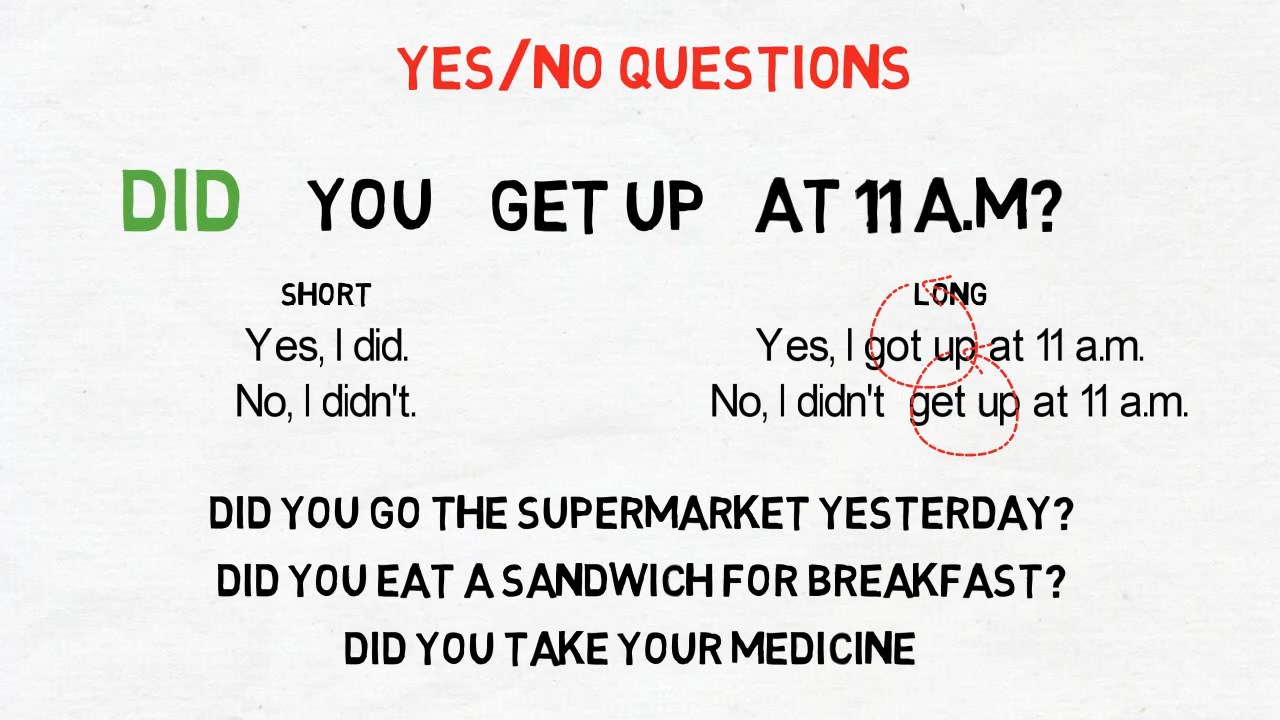 YES/NO QUESTIONS
DID YOU GET UP AT 11 A.M?
SHORT
Yes, I did.
No, I didn't.
LONG
Yes, I got up at 11 a.m.
No, I didn't get up at 11 a.m.
DID YOU GO THE SUPERMARKET YESTERDAY?
DID YOU EAT A SANDWICH FOR BREAKFAST?
DID YOU TAKE YOUR MEDICINE